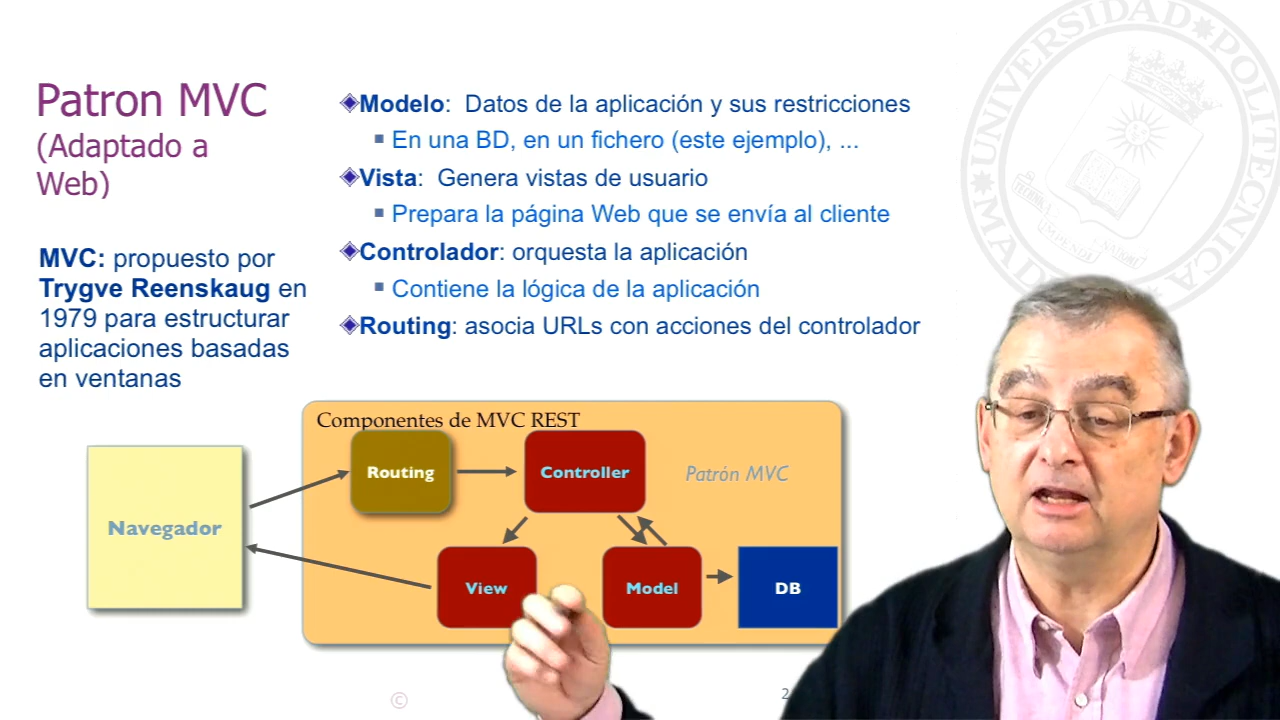 Patron MVC
(Adaptado a
Web)
MVC: propuesto por
Trygve Reenskaug en
1979 para estructurar
aplicaciones basadas
en ventanas
Modelo: Datos de la aplicación y sus restricciones
En una BD, en un fichero (este ejemplo), ...
Vista: Genera vistas de usuario
Prepara la página Web que se envía al cliente
Controlador: orquesta la aplicación
Contiene la lógica de la aplicación
Routing: asocia URLs con acciones del controlador
Componentes de MVC REST
Navegador
Routing
Controller
Patrón MVC
View
Model
DB
©
UNIVERSIDAD POLITECNICA